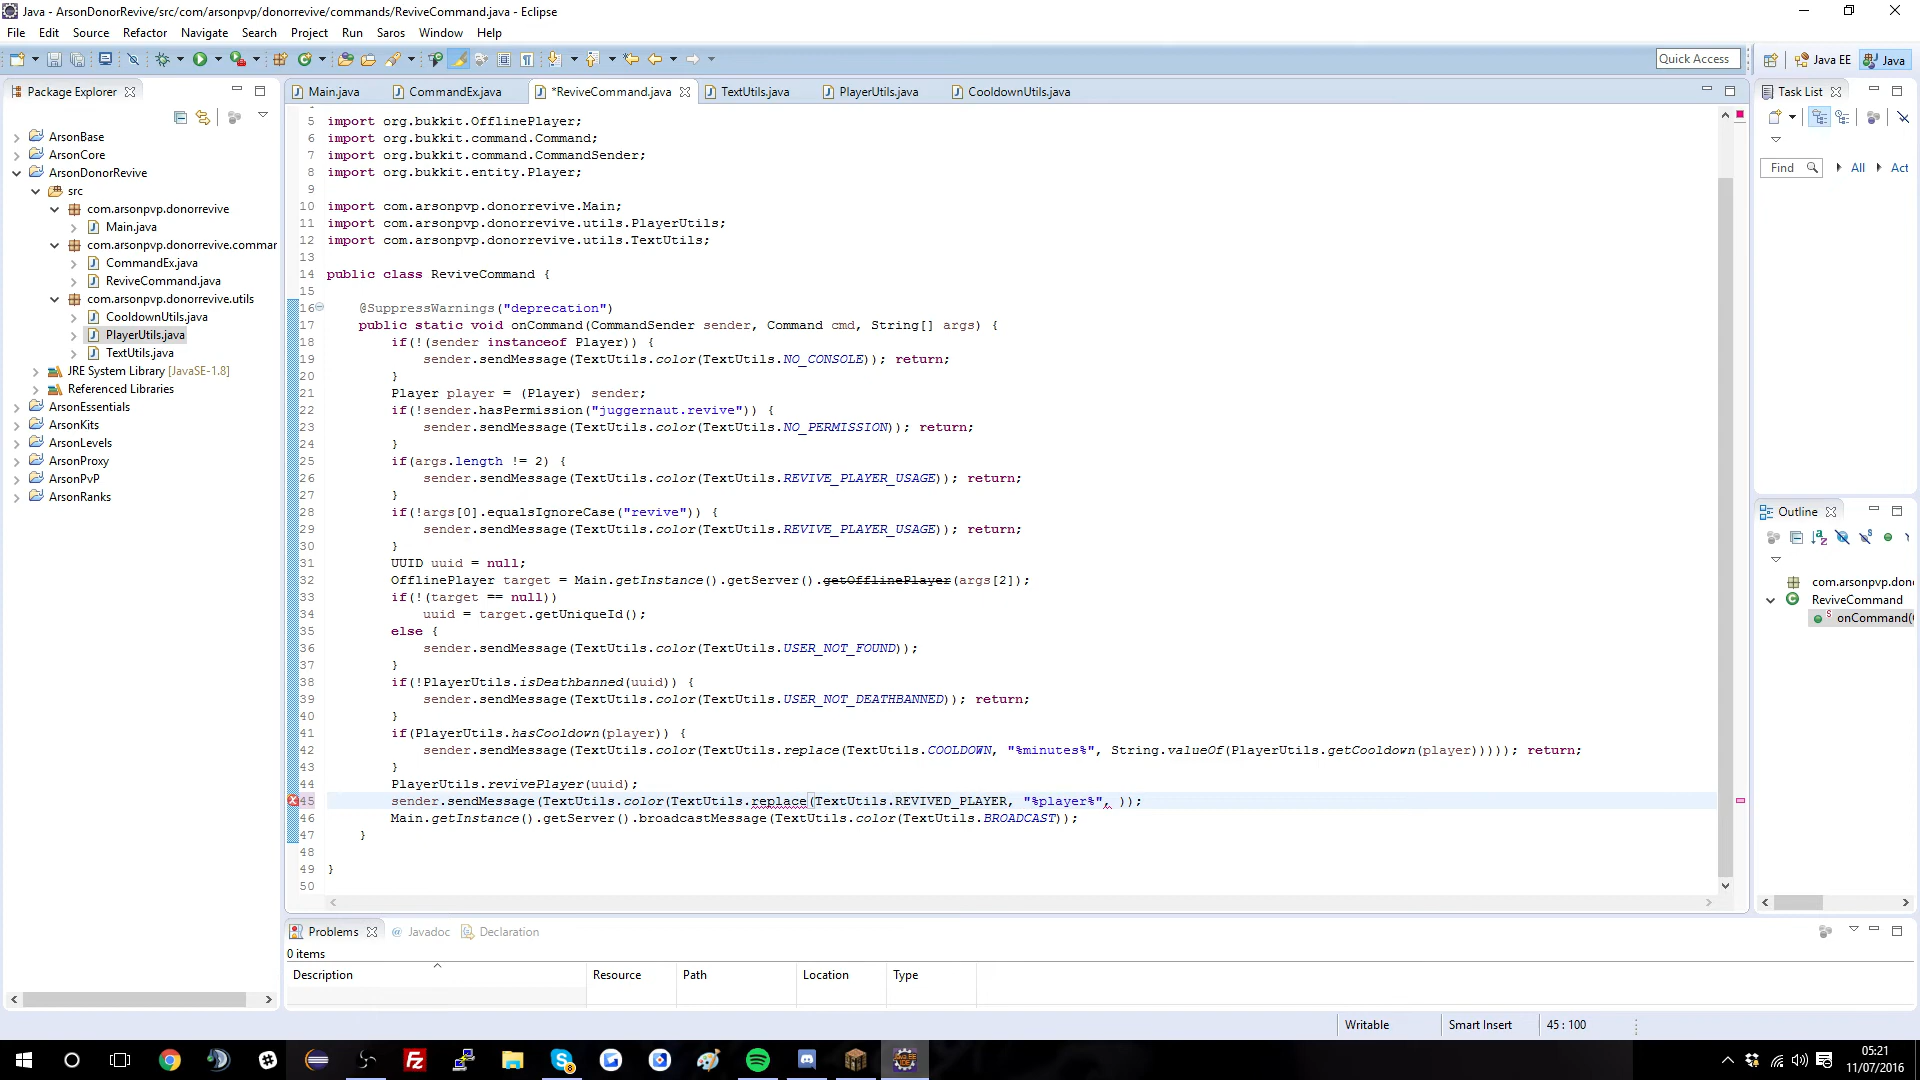 Java - ArsonDonorRevive/src/com/arsonpvp/donorrevive/commands/ReviveCommand.java - Eclipse
File Edit Source Refactor Navigate Search Project Run Saros Window Help
Quick Access Java EE Java
Package Explorer
ArsonBase
ArsonCore
ArsonDonorRevive
src
com.arsonpvp.donorrevive
Main.java
com.arsonpvp.donorrevive.commar
CommandEx.java
ReviveCommand.java
com.arsonpvp.donorrevive.utils
CooldownUtils.java
PlayerUtils.java
TextUtils.java
JRE System Library [JavaSE-1.8]
Referenced Libraries
ArsonEssentials
ArsonKits
ArsonLevels
ArsonProxy
ArsonPvP
ArsonRanks
Main.java CommandEx.java *ReviveCommand.java TextUtils.java PlayerUtils.java CooldownUtils.java
5 import org.bukkit.OfflinePlayer;
6 import org.bukkit.command.Command;
7 import org.bukkit.command.CommandSender;
8 import org.bukkit.entity.Player;
9
10 import com.arsonpvp.donorrevive.Main;
11 import com.arsonpvp.donorrevive.utils.PlayerUtils;
12 import com.arsonpvp.donorrevive.utils.TextUtils;
13
14 public class ReviveCommand {
15
16 @SuppressWarnings("deprecation")
17 public static void onCommand(CommandSender sender, Command cmd, String[] args) {
18 if(!(sender instanceof Player)) {
19 sender.sendMessage(TextUtils.color(TextUtils.NO_CONSOLE)); return;
20 }
21 Player player = (Player) sender;
22 if(!sender.hasPermission("juggernaut.revive")) {
23 sender.sendMessage(TextUtils.color(TextUtils.NO_PERMISSION)); return;
24 }
25 if(args.length != 2) {
26 sender.sendMessage(TextUtils.color(TextUtils.REVIVE_PLAYER_USAGE)); return;
27 }
28 if(!args[0].equalsIgnoreCase("revive")) {
29 sender.sendMessage(TextUtils.color(TextUtils.REVIVE_PLAYER_USAGE)); return;
30 }
31 UUID uuid = null;
32 OfflinePlayer target = Main.getInstance().getServer().getOfflinePlayer(args[2]);
33 if(!(target == null))
34 uuid = target.getUniqueId();
35 else {
36 sender.sendMessage(TextUtils.color(TextUtils.USER_NOT_FOUND));
37 }
38 if(!PlayerUtils.isDeathbanned(uuid)) {
39 sender.sendMessage(TextUtils.color(TextUtils.USER_NOT_DEATHBANNED)); return;
40 }
41 if(PlayerUtils.hasCooldown(player)) {
42 sender.sendMessage(TextUtils.color(TextUtils.replace(TextUtils.COOLDOWN, "%minutes%", String.valueOf(PlayerUtils.getCooldown(player))))); return;
43 }
44 PlayerUtils.revivePlayer(uuid);
45 sender.sendMessage(TextUtils.color(TextUtils.replace(TextUtils.REVIVED_PLAYER, "%player%", ));
46 Main.getInstance().getServer().broadcastMessage(TextUtils.color(TextUtils.BROADCAST));
47 }
48
49 }
50
Task List
Find All Act
Outline
com.arsonpvp.don
ReviveCommand
onCommand(
Problems Javadoc Declaration
0 items
Description Resource Path Location Type
Writable Smart Insert 45 : 100
05:21
11/07/2016